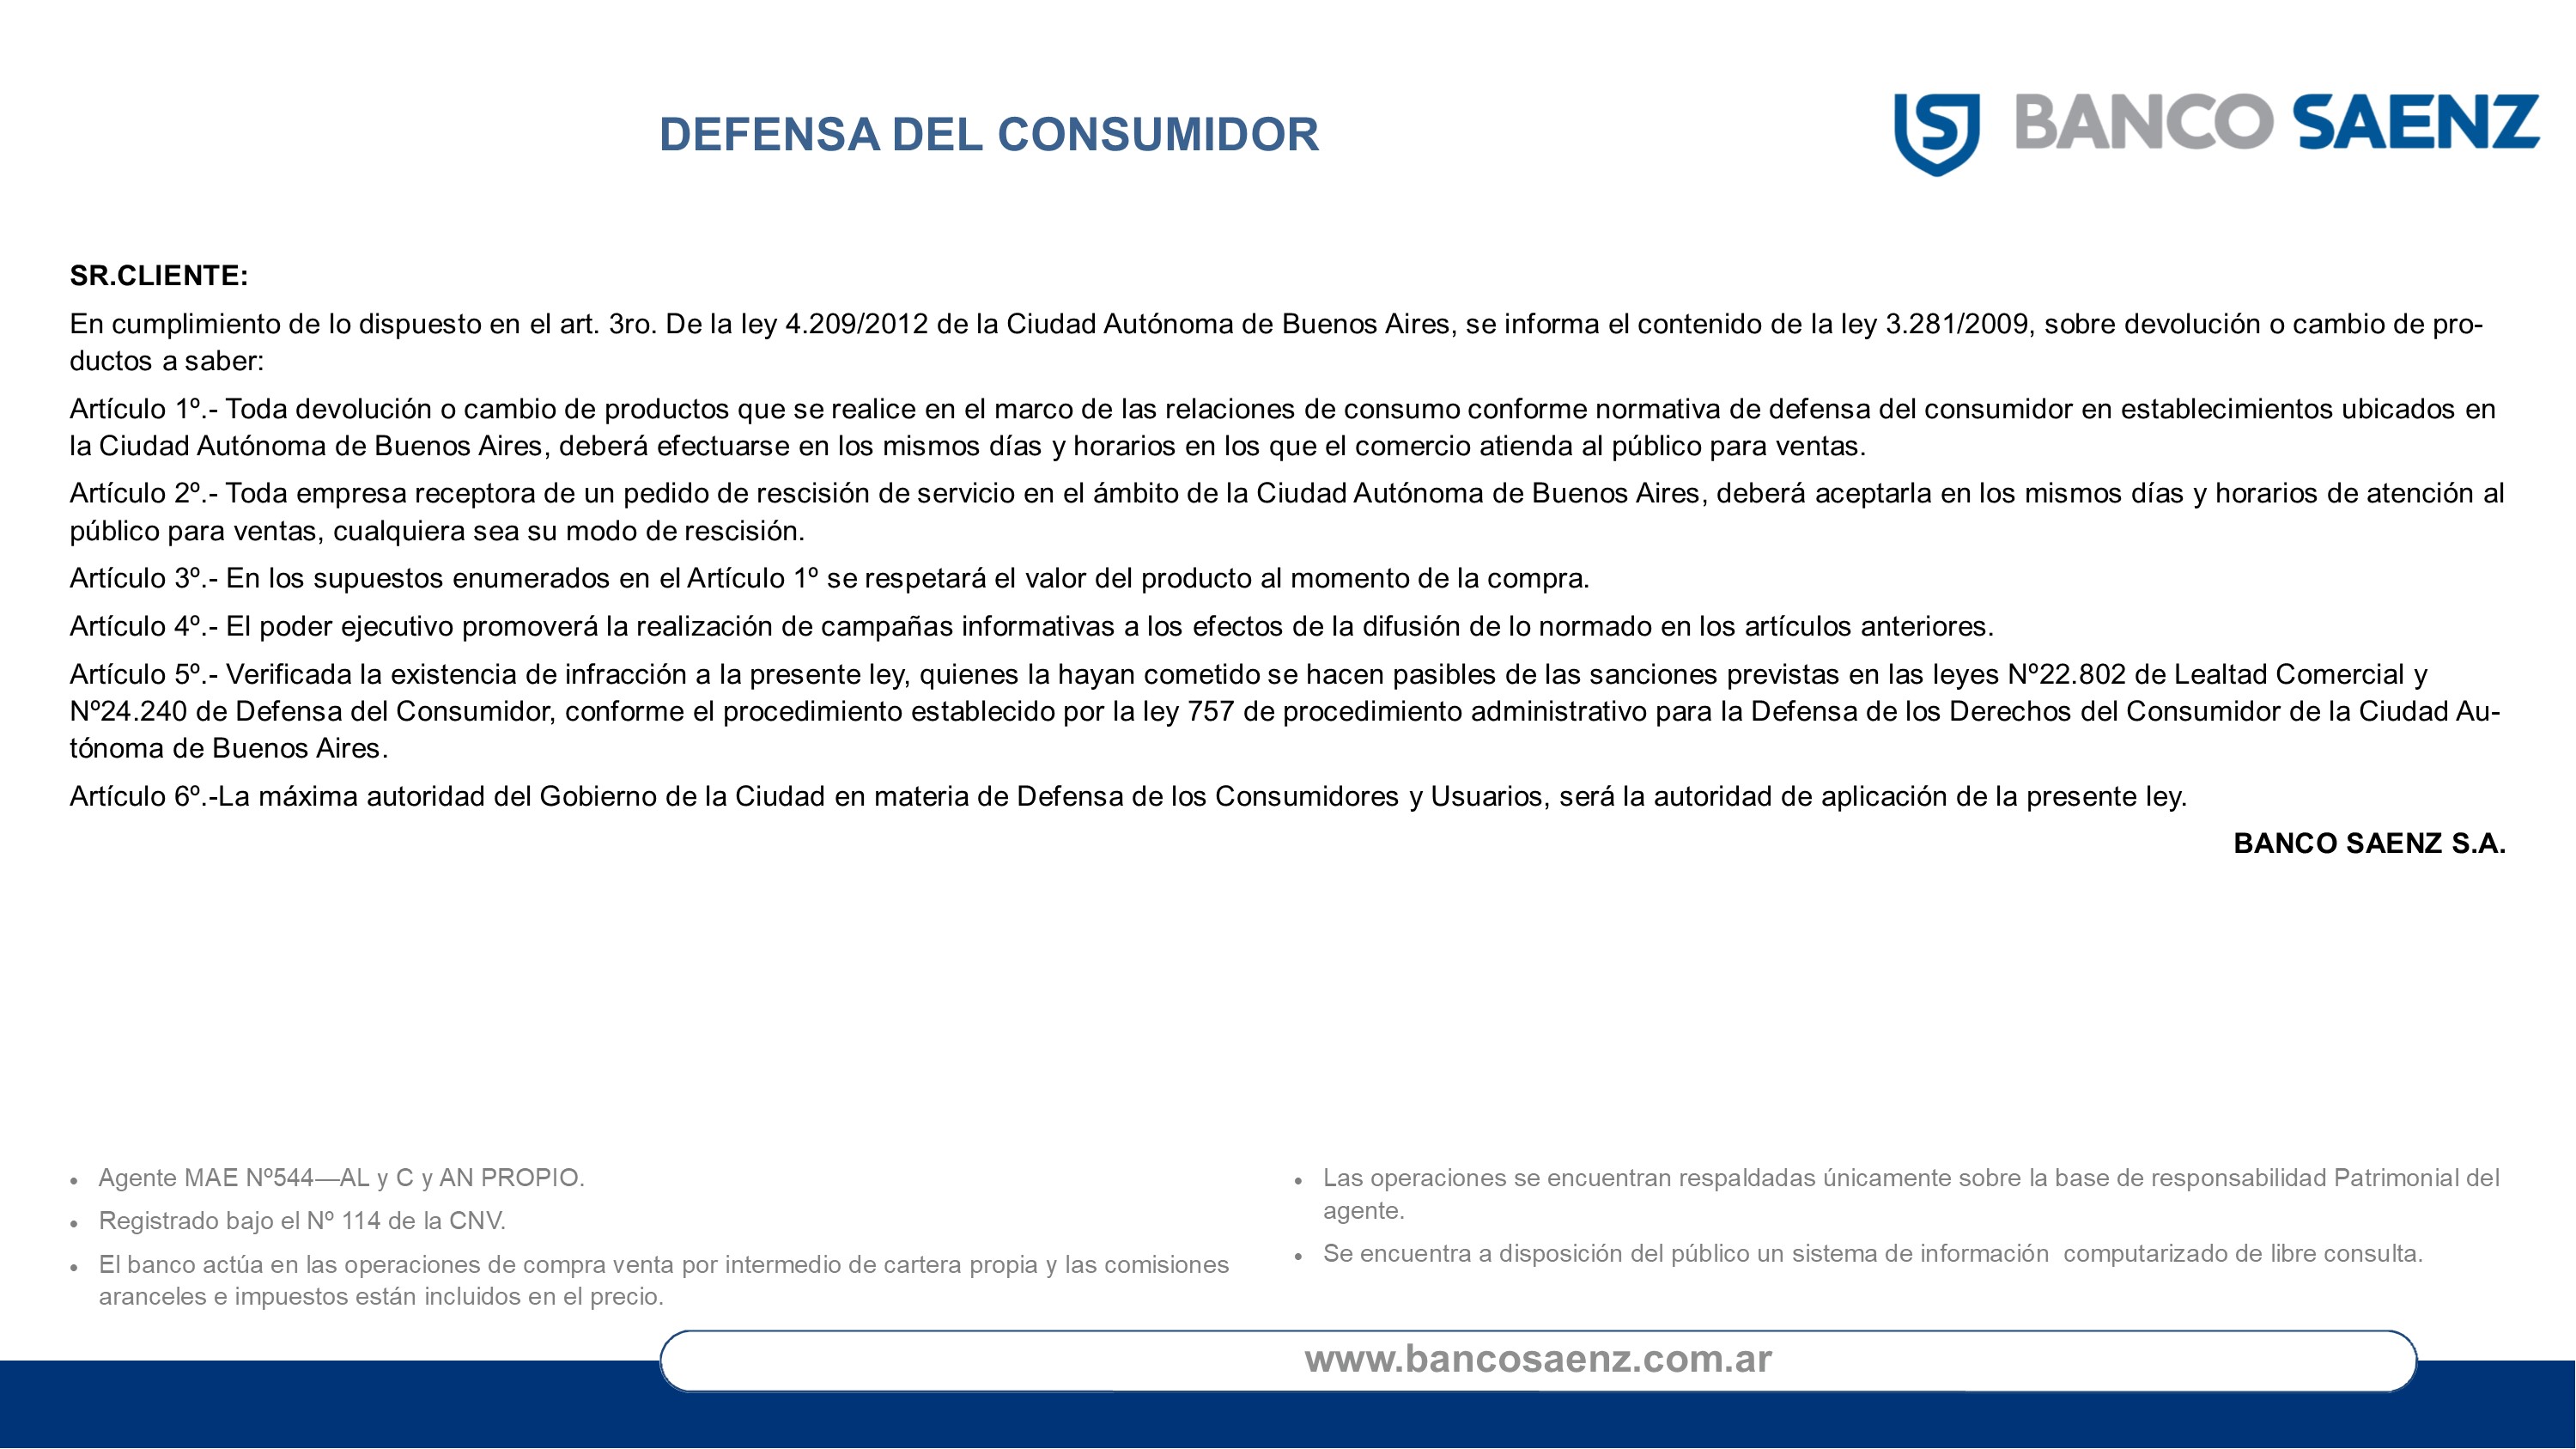 DEFENSA DEL CONSUMIDOR
BANCO SAENZ
SR.CLIENTE:
En cumplimiento de lo dispuesto en el art. 3ro. De la ley 4.209/2012 de la Ciudad Autónoma de Buenos Aires, se informa el contenido de la ley 3.281/2009, sobre devolución o cambio de pro-
ductos a saber:
Artículo 1º.- Toda devolución o cambio de productos que se realice en el marco de las relaciones de consumo conforme normativa de defensa del consumidor en establecimientos ubicados en
la Ciudad Autónoma de Buenos Aires, deberá efectuarse en los mismos días y horarios en los que el comercio atienda al público para ventas.
Artículo 2º.- Toda empresa receptora de un pedido de rescisión de servicio en el ámbito de la Ciudad Autónoma de Buenos Aires, deberá aceptarla en los mismos días y horarios de atención al
público para ventas, cualquiera sea su modo de rescisión.
Artículo 3º.- En los supuestos enumerados en el Artículo 1º se respetará el valor del producto al momento de la compra.
Artículo 4º.- El poder ejecutivo promoverá la realización de campañas informativas a los efectos de la difusión de lo normado en los artículos anteriores.
Artículo 5º.- Verificada la existencia de infracción a la presente ley, quienes la hayan cometido se hacen pasibles de las sanciones previstas en las leyes Nº22.802 de Lealtad Comercial y
Nº24.240 de Defensa del Consumidor, conforme el procedimiento establecido por la ley 757 de procedimiento administrativo para la Defensa de los Derechos del Consumidor de la Ciudad Au-
tónoma de Buenos Aires.
Artículo 6º.-La máxima autoridad del Gobierno de la Ciudad en materia de Defensa de los Consumidores y Usuarios, será la autoridad de aplicación de la presente ley.
BANCO SAENZ S.A.
• Agente MAE Nº544—AL y C y AN PROPIO.
• Registrado bajo el Nº 114 de la CNV.
• El banco actúa en las operaciones de compra venta por intermedio de cartera propia y las comisiones
aranceles e impuestos están incluidos en el precio.
• Las operaciones se encuentran respaldadas únicamente sobre la base de responsabilidad Patrimonial del
agente.
• Se encuentra a disposición del público un sistema de información  computarizado de libre consulta.
www.bancosaenz.com.ar